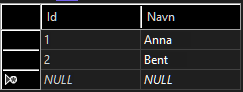 Id Navn
1 Anna
2 Bent
NULL NULL